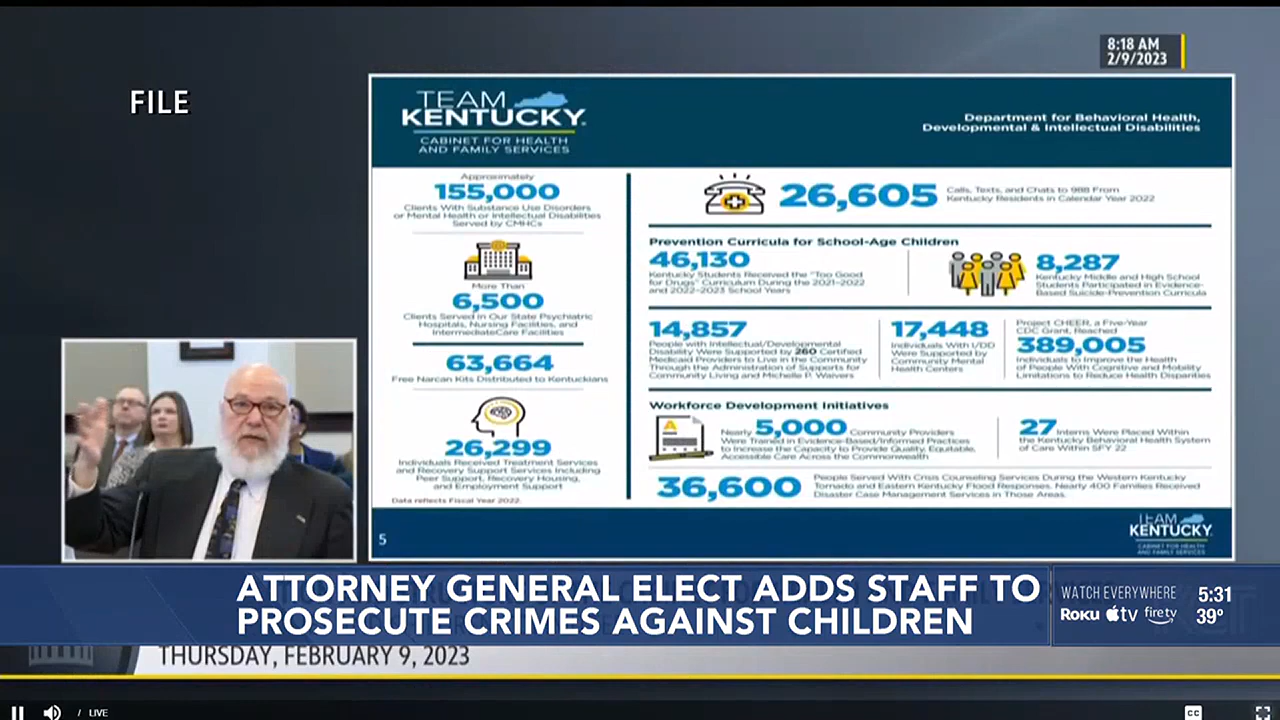 8:18 AM
2/9/2023
FILE
TEAM
KENTUCKY
CABINET FOR HEALTH
AND FAMILY SERVICES
Department for Behavioral Health,
Developmental & Intellectual Disabilities
Approximately
155,000
Clients With Substance Use Disorders
or Mental Health or Intellectual Disabilities
Served by CMHCs
More Than
6,500
Clients Served in Our State Psychiatric
Hospitals, Nursing Facilities, and
IntermediateCare Facilities
63,664
Free Narcan Kits Distributed to Kentuckians
26,299
Individuals Received Treatment Services
and Recovery Support Services Including
Peer Support, Recovery Housing,
and Employment Support
Data reflects Fiscal Year 2022.
26,605
Calls, Texts, and Chats to 988 From
Kentucky Residents in Calendar Year 2022
Prevention Curricula for School-Age Children
46,130
Kentucky Students Received the "Too Good
for Drugs" Curriculum During the 2021-2022
and 2022-2023 School Years
8,287
Kentucky Middle and High School
Students Participated in Evidence-
Based Suicide-Prevention Curricula
14,857
People with Intellectual/Developmental
Disability Were Supported by 260 Certified
Medicaid Providers to Live in the Community
Through the Administration of Supports for
Community Living and Michelle P. Waivers
17,448
Individuals With I/DD
Were Supported by
Community Mental
Health Centers
Project CHEER, a Five-Year
CDC Grant, Reached
389,005
Individuals to Improve the Health
of People With Cognitive and Mobility
Limitations to Reduce Health Disparities
Workforce Development Initiatives
Nearly 5,000 Community Providers
Were Trained in Evidence-Based/Informed Practices
to Increase the Capacity to Provide Quality, Equitable,
Accessible Care Across the Commonwealth
27 Interns Were Placed Within
the Kentucky Behavioral Health System
of Care Within SFY 22
36,600 People Served With Crisis Counseling Services During the Western Kentucky
Tornado and Eastern Kentucky Flood Responses. Nearly 400 Families Received
Disaster Case Management Services in Those Areas.
5
TEAM
KENTUCKY
CABINET FOR HEALTH
AND FAMILY SERVICES
ATTORNEY GENERAL ELECT ADDS STAFF TO
PROSECUTE CRIMES AGAINST CHILDREN
WATCH EVERYWHERE
Roku tv firetv
5:31
39°
THURSDAY, FEBRUARY 9, 2023
/ LIVE
CC